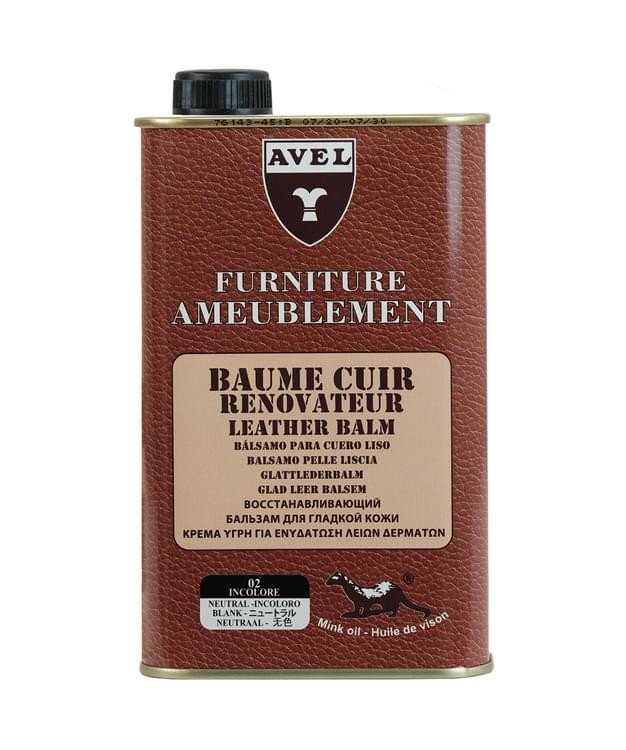 76143-45:B 07/20-07/30
AVEL
FURNITURE
AMEUBLEMENT
BAUME CUIR
RENOVATEUR
LEATHER BALM
BÁLSAMO PARA CUERO LISO
BALSAMO PELLE LISCIA
GLATTLEDERBALM
GLAD LEER BALSEM
ВОССТАНАВЛИВАЮЩИЙ
БАЛЬЗАМ ДЛЯ ГЛАДКОЙ КОЖИ
ΚΡΕΜΑ ΥΓΡΗ ΓΙΑ ΕΝΥΔΑΤΩΣΗ ΛΕΙΩΝ ΔΕΡΜΑΤΩΝ
02
INCOLORE
NEUTRAL -INCOLORO
BLANK - ニュートラル
NEUTRAAL - 无色
®
Mink oil - Huile de vison